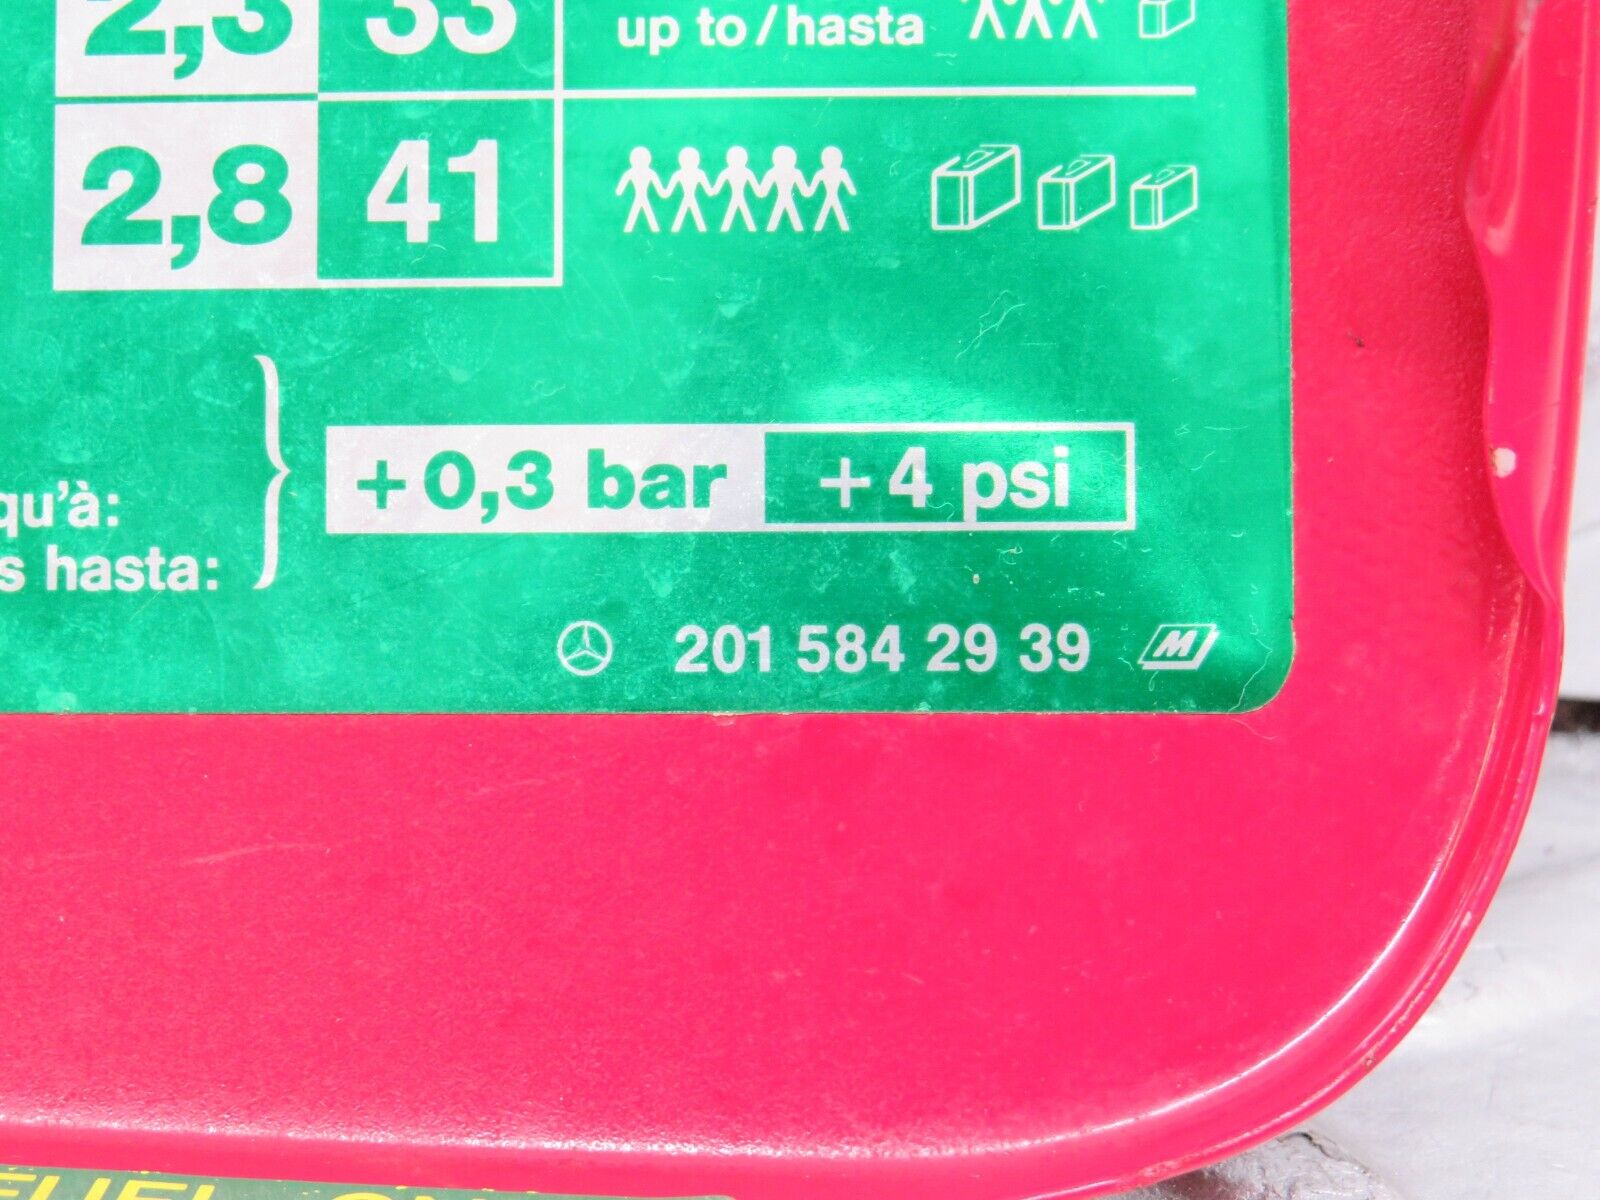 2,3 33 up to/hasta
2,8 41
+0,3 bar +4 psi
qu'à:
s hasta:
201 584 29 39 M